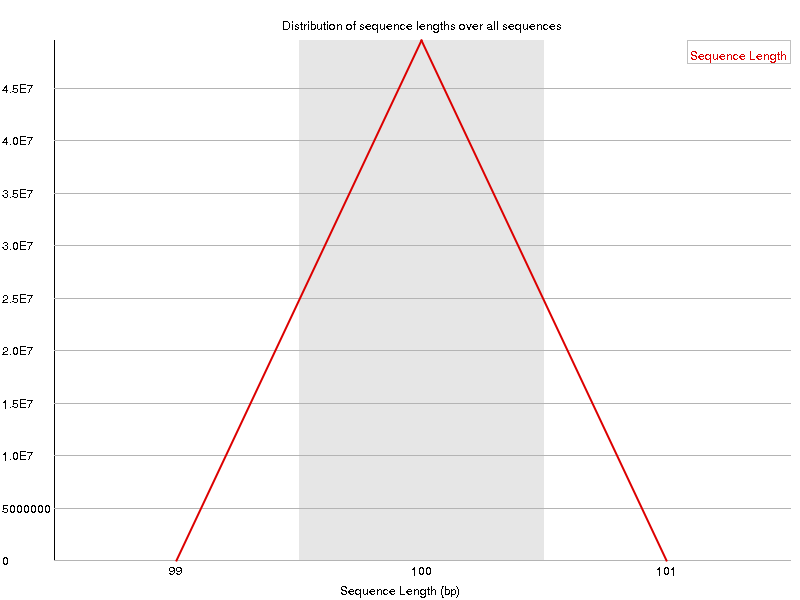 Distribution of sequence lengths over all sequences
Sequence Length
4.5E7
4.0E7
3.5E7
3.0E7
2.5E7
2.0E7
1.5E7
1.0E7
5000000
0
99 100 101
Sequence Length (bp)